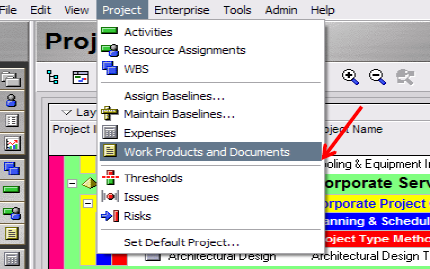 File Edit View Project Enterprise Tools Admin Help
Activities
Resource Assignments
WBS
Assign Baselines...
Maintain Baselines...
Expenses
Work Products and Documents
Thresholds
Issues
Risks
Set Default Project...
Proj
Lay
Project I
oject Name
ooling & Equipment In
orporate Serv
orporate Project
anning & Schedul
roject Type Metho
Architectural Design
Architectural Design T